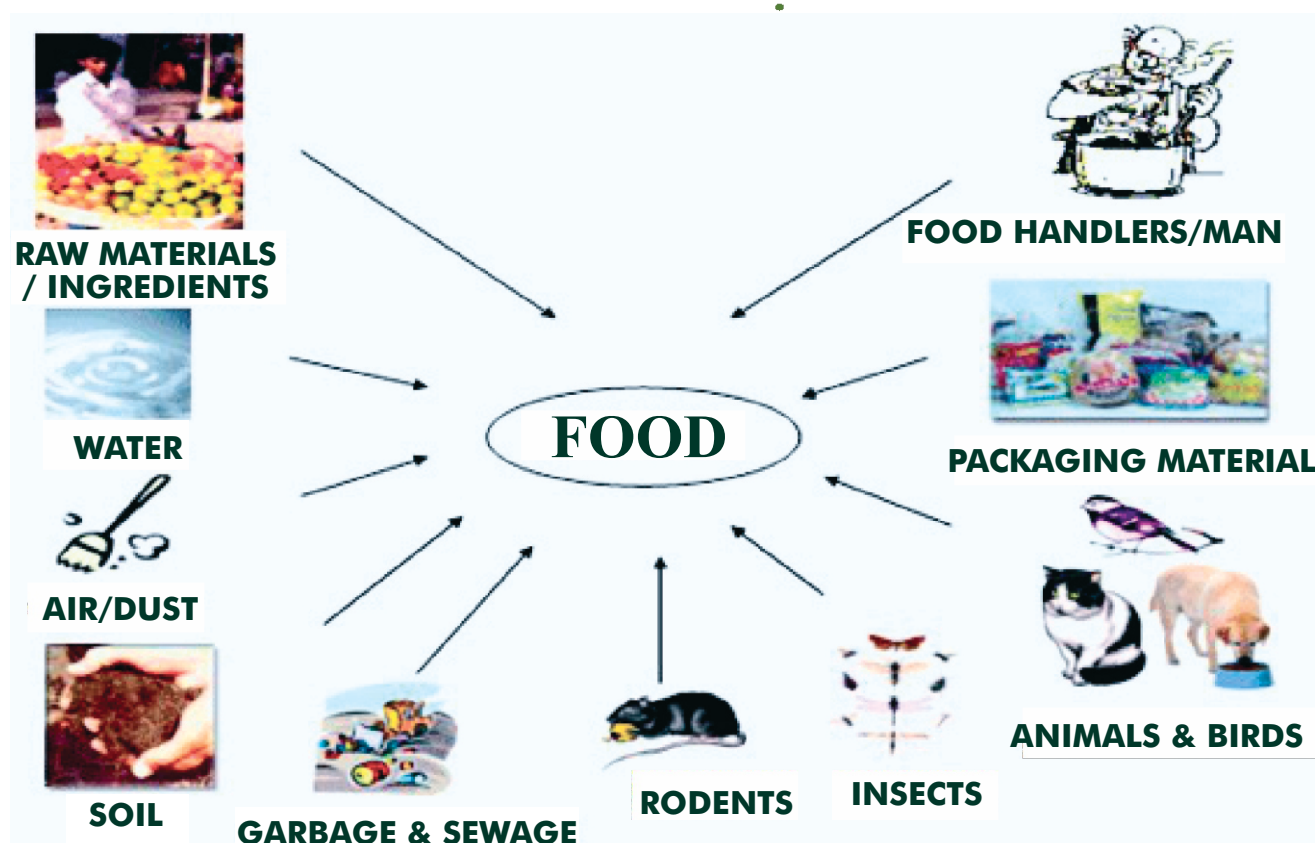 RAW MATERIALS
/ INGREDIENTS
WATER
AIR/DUST
SOIL
GARBAGE & SEWAGE
RODENTS
INSECTS
ANIMALS & BIRDS
PACKAGING MATERIAL
FOOD HANDLERS/MAN
FOOD